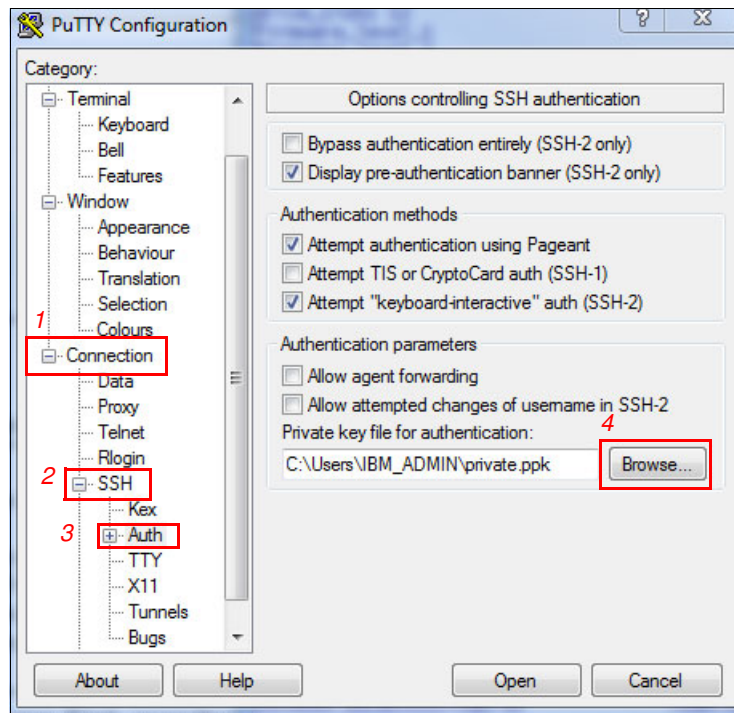 PuTTY Configuration
Category:
Terminal
Keyboard
Bell
Features
Window
Appearance
Behaviour
Translation
Selection
Colours
1
Connection
Data
Proxy
Telnet
Rlogin
2 SSH
Kex
3 Auth
TTY
X11
Tunnels
Bugs
Options controlling SSH authentication
Bypass authentication entirely (SSH-2 only)
Display pre-authentication banner (SSH-2 only)
Authentication methods
Attempt authentication using Pageant
Attempt TIS or CryptoCard auth (SSH-1)
Attempt "keyboard-interactive" auth (SSH-2)
Authentication parameters
Allow agent forwarding
Allow attempted changes of username in SSH-2
Private key file for authentication:
4
C:\Users\IBM_ADMIN\private.ppk Browse...
About Help Open Cancel